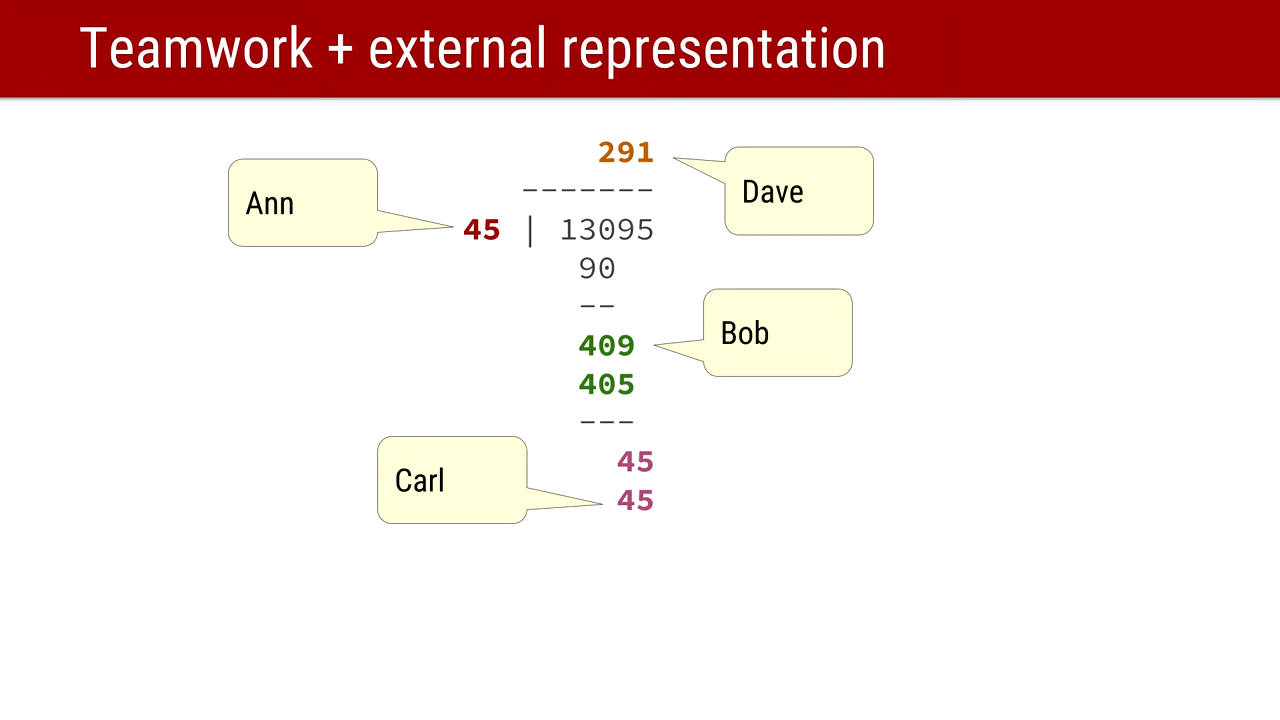 Teamwork + external representation
291
Dave
Ann
-------
45 | 13095
90
--
Bob
409
405
---
Carl
45
45